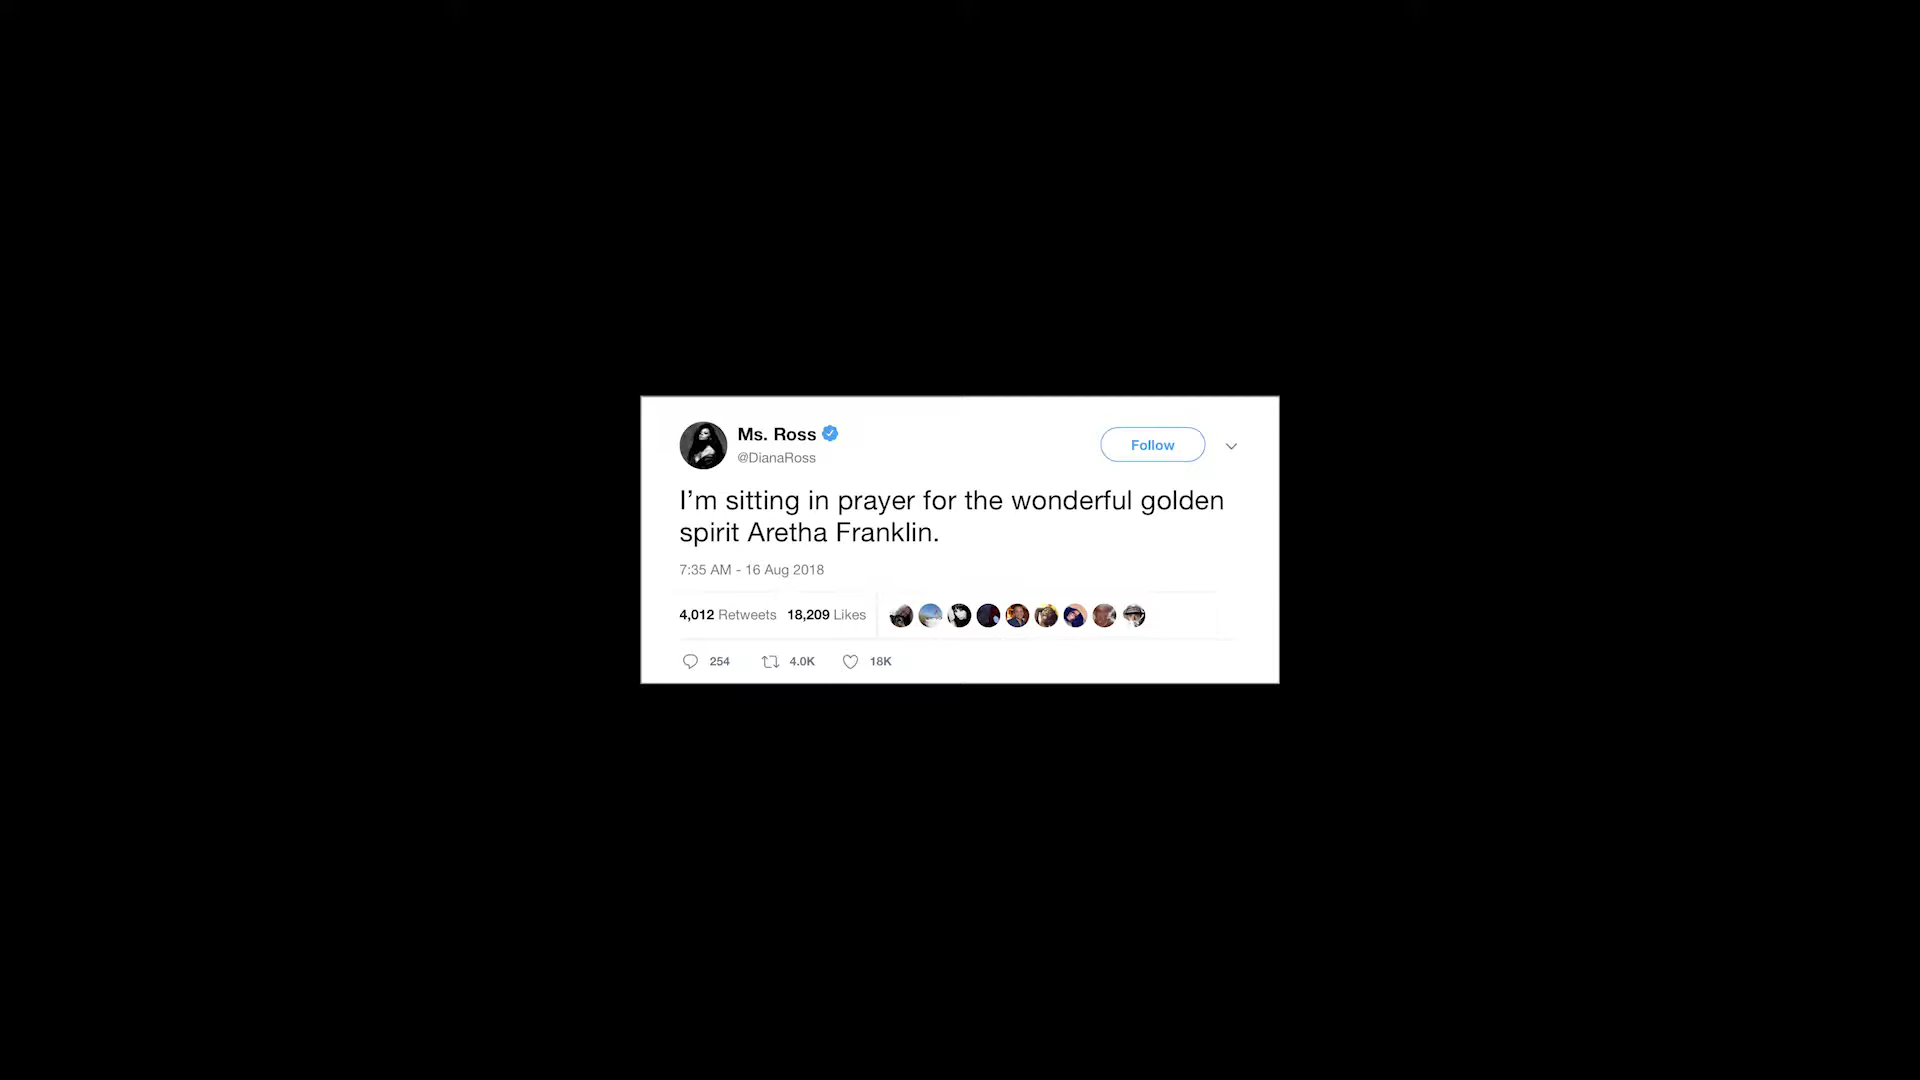 Ms. Ross
@DianaRoss
Follow
I’m sitting in prayer for the wonderful golden
spirit Aretha Franklin.
7:35 AM - 16 Aug 2018
4,012 Retweets 18,209 Likes
254 4.0K 18K